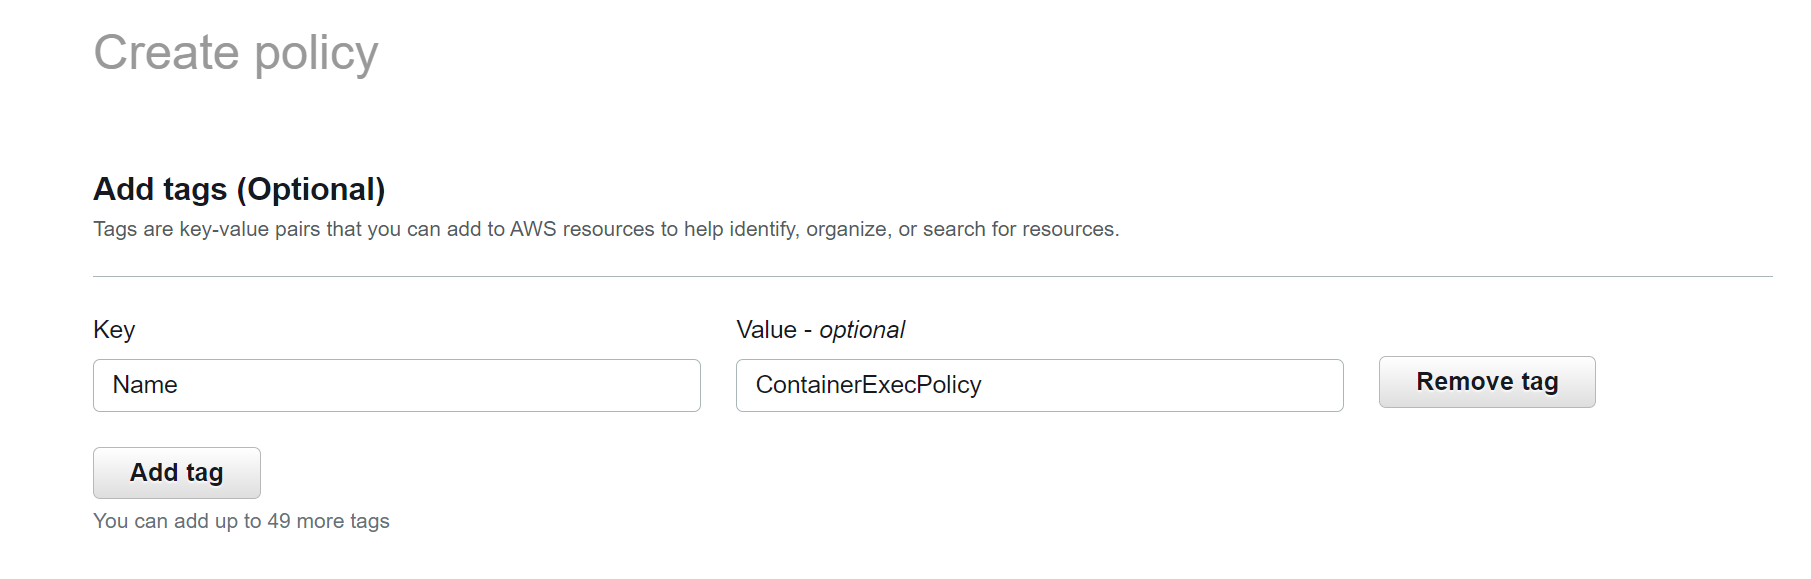 Create policy
Add tags (Optional)
Tags are key-value pairs that you can add to AWS resources to help identify, organize, or search for resources.
Key
Value - optional
Name
ContainerExecPolicy
Remove tag
Add tag
You can add up to 49 more tags